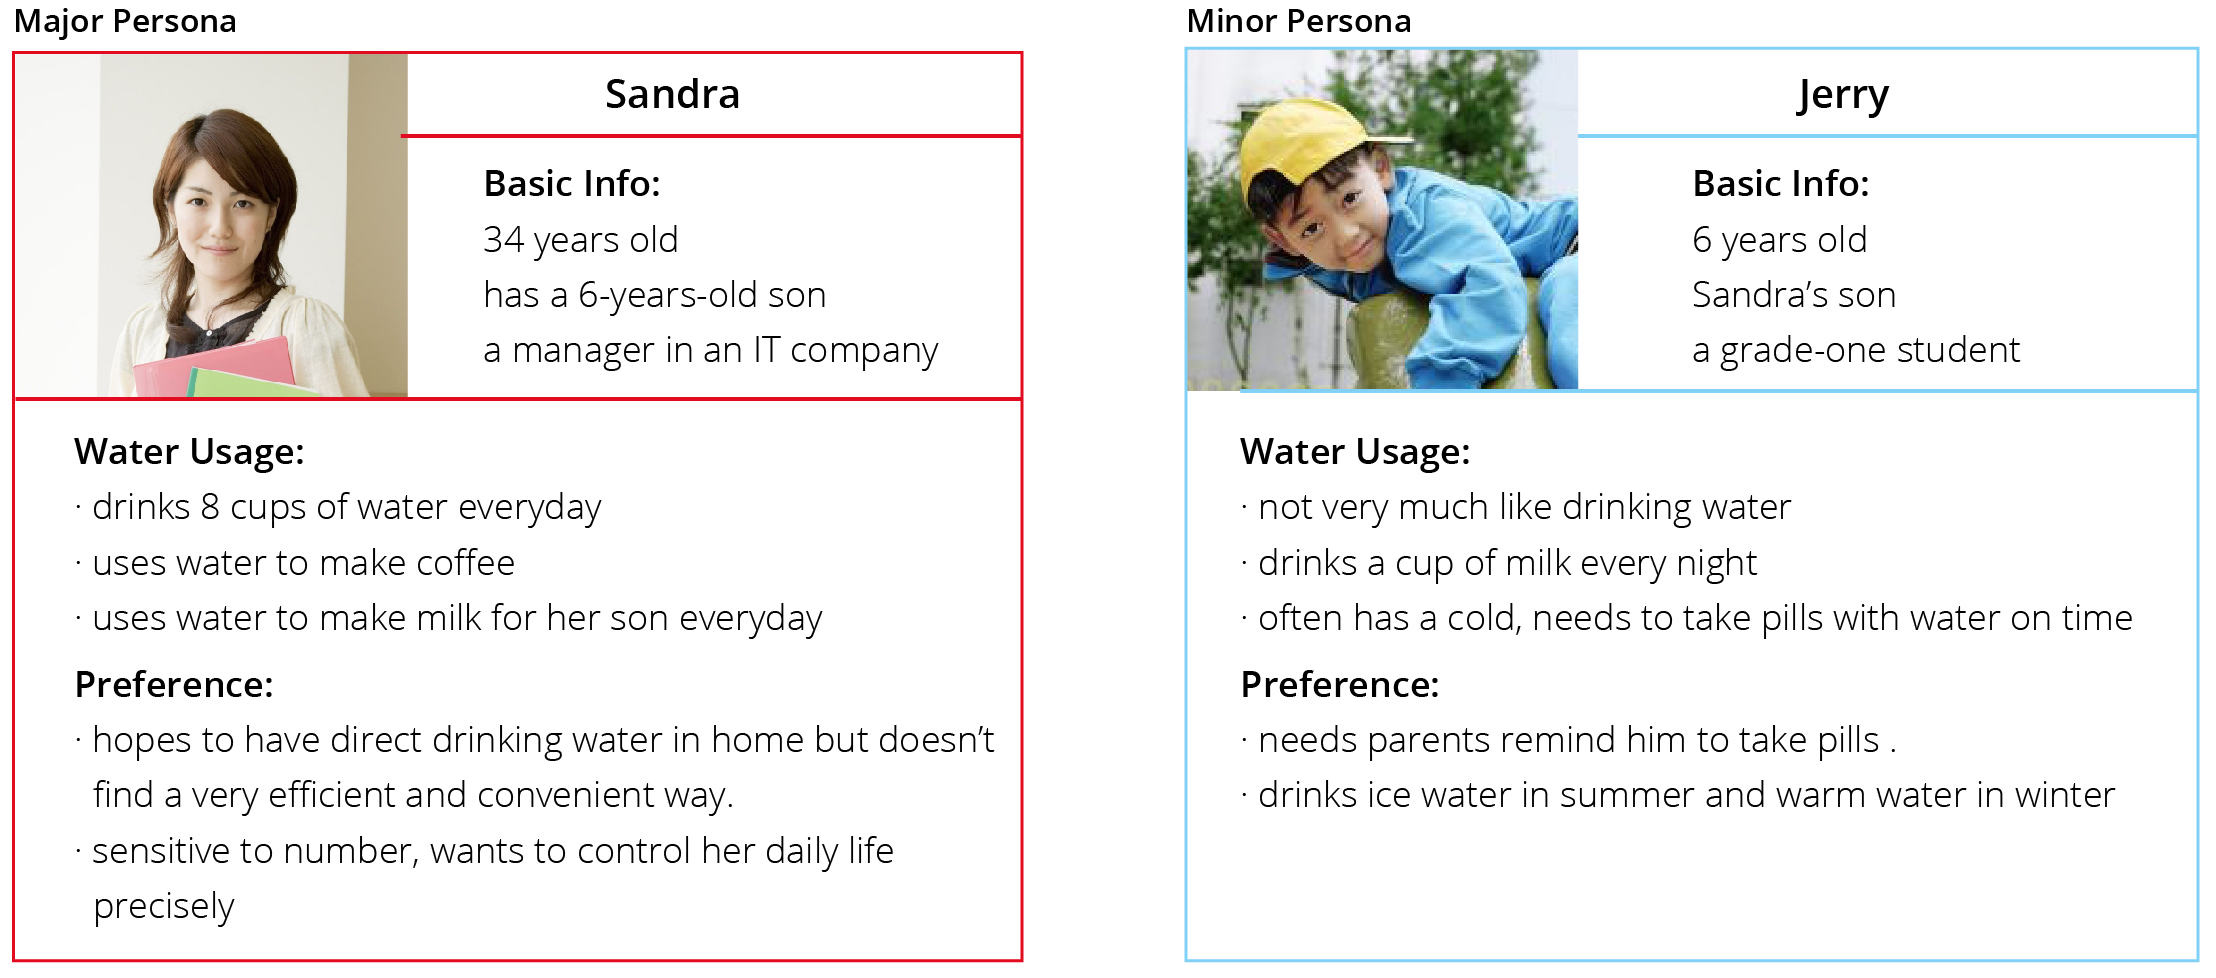 Major Persona
Sandra
Basic Info:
34 years old
has a 6-years-old son
a manager in an IT company
Water Usage:
· drinks 8 cups of water everyday
· uses water to make coffee
· uses water to make milk for her son everyday
Preference:
· hopes to have direct drinking water in home but doesn’t
find a very efficient and convenient way.
· sensitive to number, wants to control her daily life
precisely
Minor Persona
Jerry
Basic Info:
6 years old
Sandra’s son
a grade-one student
Water Usage:
· not very much like drinking water
· drinks a cup of milk every night
· often has a cold, needs to take pills with water on time
Preference:
· needs parents remind him to take pills .
· drinks ice water in summer and warm water in winter